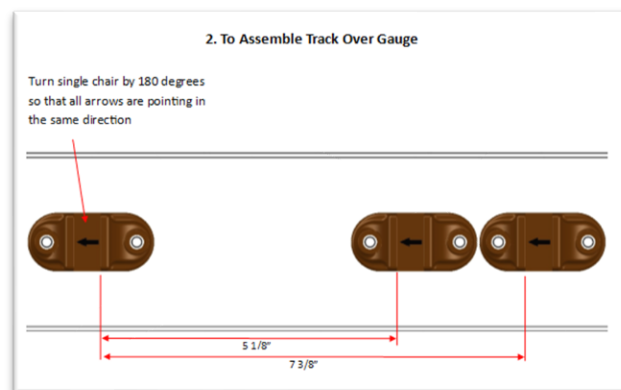 2. To Assemble Track Over Gauge
Turn single chair by 180 degrees
so that all arrows are pointing in
the same direction
5 1/8"
7 3/8"